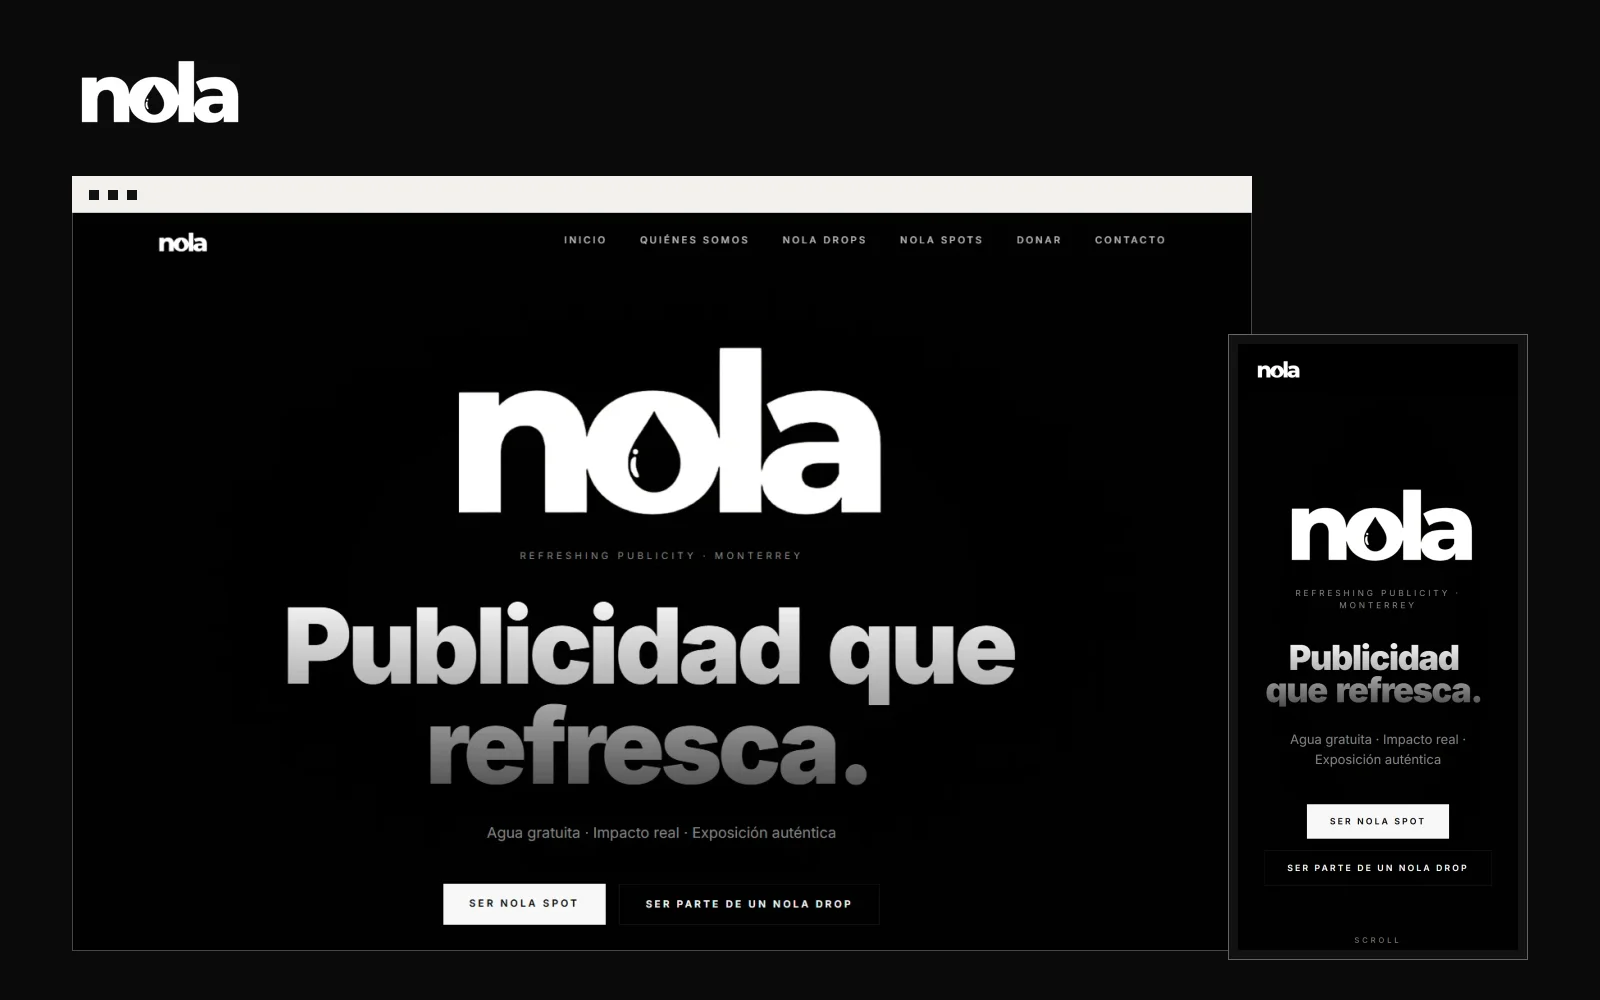 nola
nola
INICIO QUIÉNES SOMOS NOLA DROPS NOLA SPOTS DONAR CONTACTO
nola
REFRESHING PUBLICITY · MONTERREY
Publicidad que
refresca.
Agua gratuita · Impacto real · Exposición auténtica
SER NOLA SPOT
SER PARTE DE UN NOLA DROP
nola
nola
REFRESHING PUBLICITY ·
MONTERREY
Publicidad
que refresca.
Agua gratuita · Impacto real ·
Exposición auténtica
SER NOLA SPOT
SER PARTE DE UN NOLA DROP
SCROLL